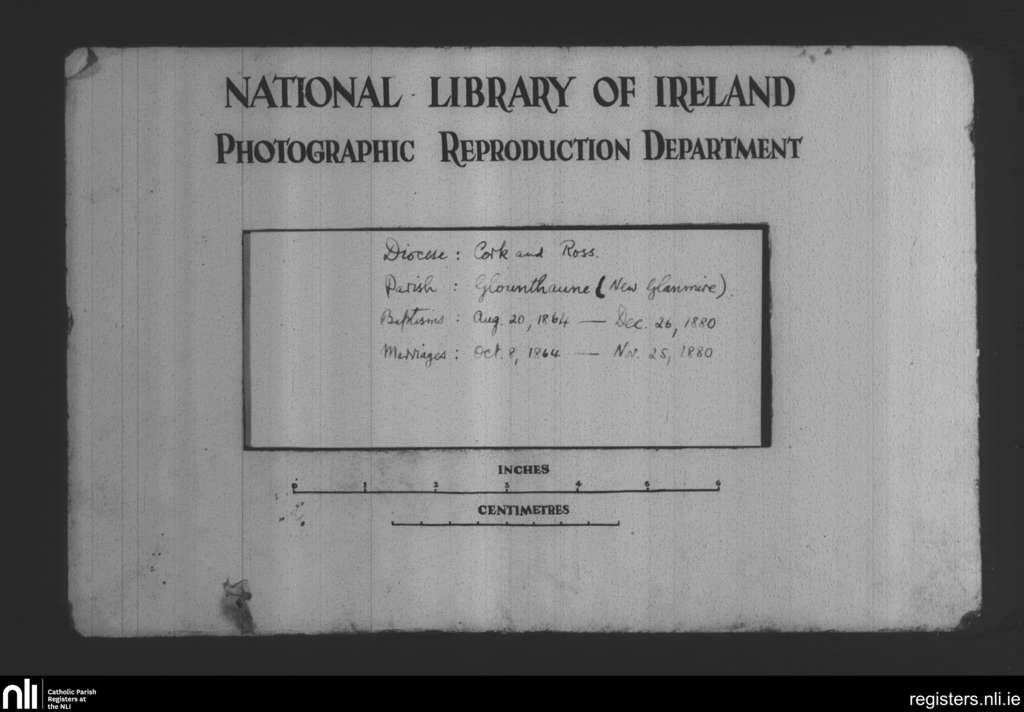 NATIONAL LIBRARY OF IRELAND
PHOTOGRAPHIC REPRODUCTION DEPARTMENT
Diocese : Cork and Ross.
Parish : Glounthaune (New Glanmire).
Baptisms : Aug. 20, 1864 — Dec. 26, 1880
Marriages : Oct. 8, 1864 — Nov. 25, 1880
INCHES
0 1 2 3 4 5 6
CENTIMETRES
nli Catholic Parish
Registers at
the NLI
registers.nli.ie